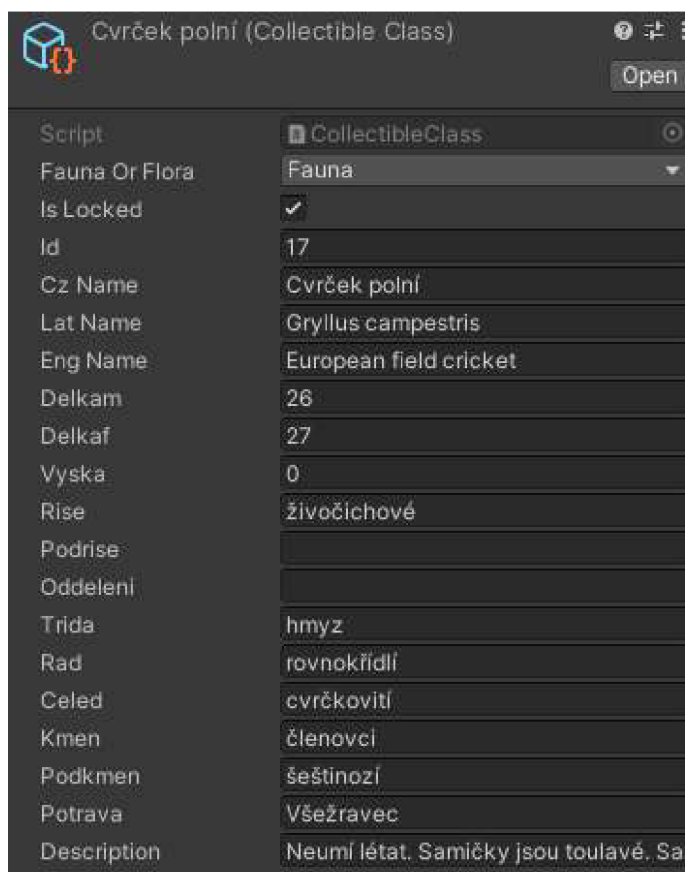 Cvrček polní (Collectible Class)
Open
Script CollectibleClass
Fauna Or Flora Fauna
Is Locked
Id 17
Cz Name Cvrček polní
Lat Name Gryllus campestris
Eng Name European field cricket
Delkam 26
Delkaf 27
Vyska 0
Rise živočichové
Podrise
Oddeleni
Trida hmyz
Rad rovnokřídlí
Celed cvrčkovití
Kmen členovci
Podkmen šeštinozí
Potrava Všežravec
Description Neumí létat. Samičky jsou toulavé. Sa